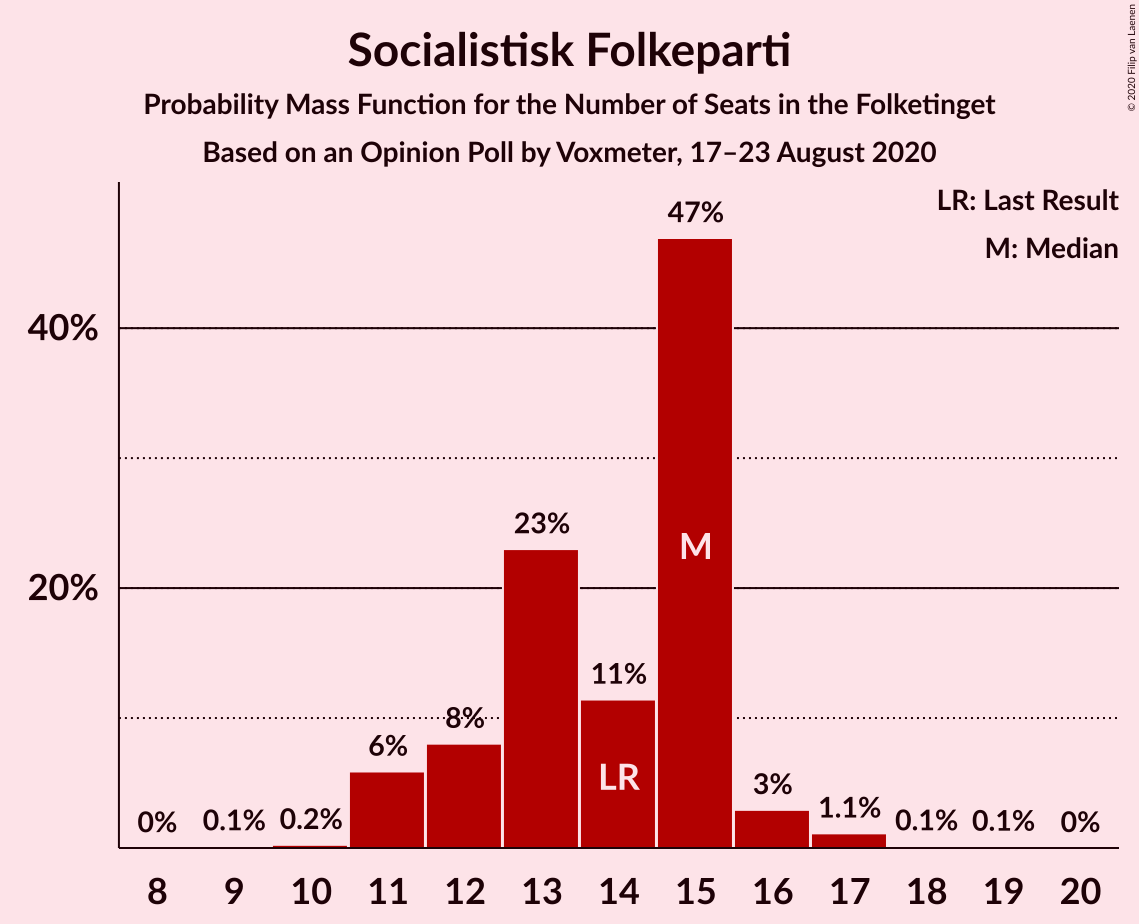 Socialistisk Folkeparti
Probability Mass Function for the Number of Seats in the Folketinget
Based on an Opinion Poll by Voxmeter, 17–23 August 2020
© 2020 Filip van Laenen
LR: Last Result
M: Median
47%
40%
23%
M
20%
11%
8%
6%
LR
3%
0% 0.1% 0.2% 1.1% 0.1% 0.1% 0%
8 9 10 11 12 13 14 15 16 17 18 19 20